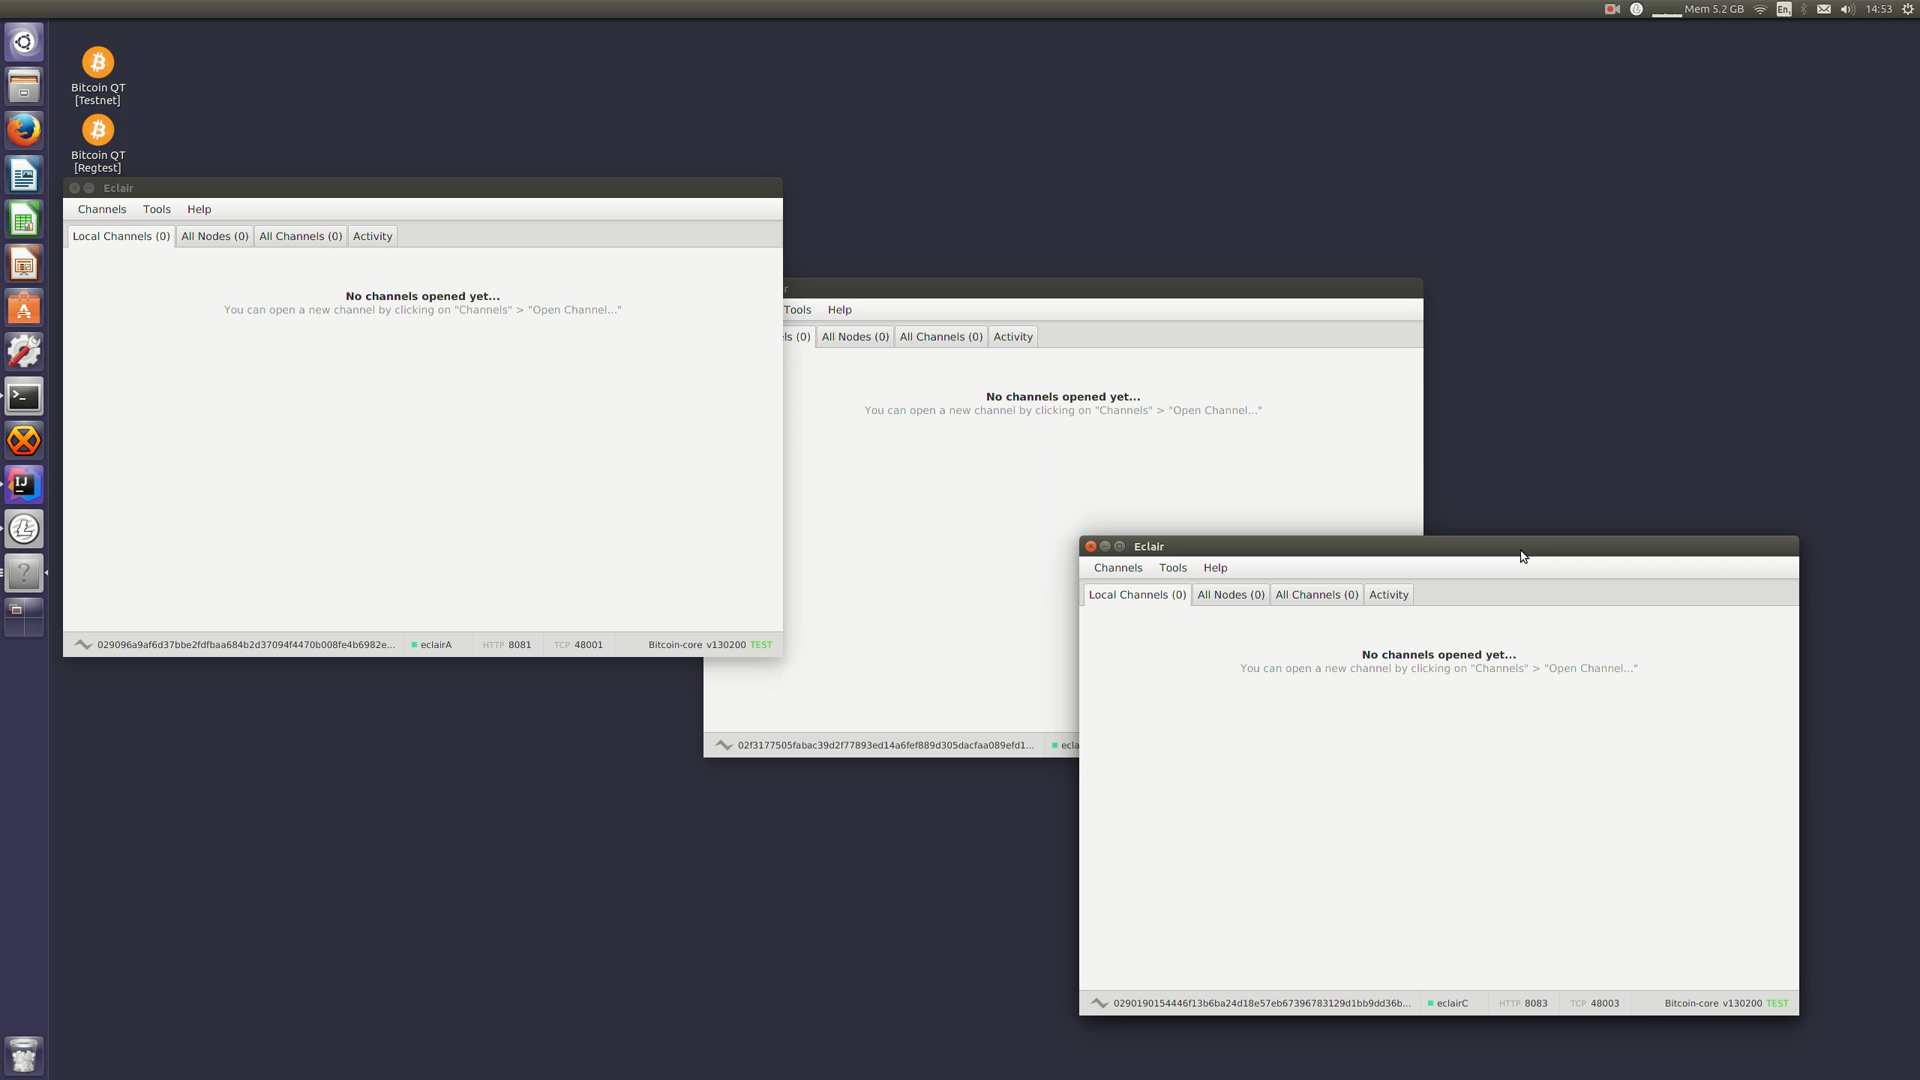 Mem 5.2 GB
En
14:53
Bitcoin QT
[Testnet]
Bitcoin QT
[Regtest]
Eclair
Channels Tools Help
Local Channels (0) All Nodes (0) All Channels (0) Activity
No channels opened yet...
You can open a new channel by clicking on "Channels" > "Open Channel..."
029096a9af6d37bbe2fdfbaa684b2d37094f4470b008fe4b6982e... eclairA HTTP 8081 TCP 48001 Bitcoin-core v130200 TEST
r
Tools Help
ls (0) All Nodes (0) All Channels (0) Activity
No channels opened yet...
You can open a new channel by clicking on "Channels" > "Open Channel..."
02f3177505fabac39d2f77893ed14a6fef889d305dacfaa089efd1... ecla
Eclair
Channels Tools Help
Local Channels (0) All Nodes (0) All Channels (0) Activity
No channels opened yet...
You can open a new channel by clicking on "Channels" > "Open Channel..."
0290190154446f13b6ba24d18e57eb67396783129d1bb9dd36b... eclairC HTTP 8083 TCP 48003 Bitcoin-core v130200 TEST
IJ